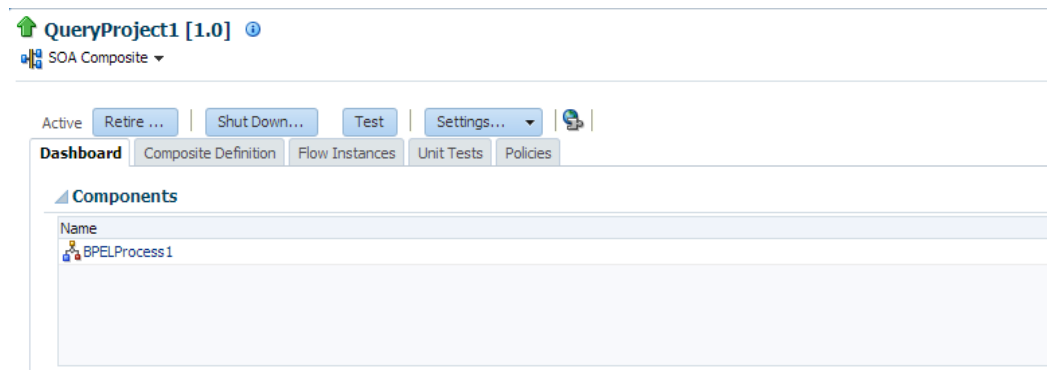 QueryProject1 [1.0]
SOA Composite
Active Retire ... Shut Down... Test Settings...
Dashboard Composite Definition Flow Instances Unit Tests Policies
Components
Name
BPELProcess1